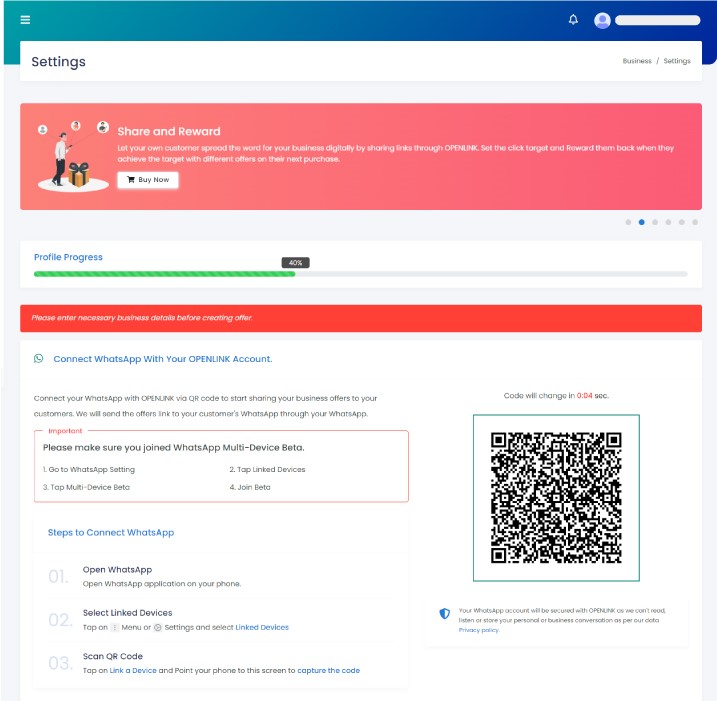 Settings
Business / Settings
Share and Reward
Let your own customer spread the word for your business digitally by sharing links through OPENLINK. Set the click target and Reward them back when they
achieve the target with different offers on their next purchase.
Buy Now
Profile Progress
40%
Please enter necessary business details before creating offer.
Connect WhatsApp With Your OPENLINK Account.
Connect your WhatsApp with OPENLINK via QR code to start sharing your business offers to your
customers. We will send the offers link to your customer's WhatsApp through your WhatsApp.
Important
Please make sure you joined WhatsApp Multi-Device Beta.
1. Go to WhatsApp Setting
2. Tap Linked Devices
3. Tap Multi-Device Beta
4. Join Beta
Steps to Connect WhatsApp
01.
Open WhatsApp
Open WhatsApp application on your phone.
02.
Select Linked Devices
Tap on Menu or Settings and select Linked Devices
03.
Scan QR Code
Tap on Link a Device and Point your phone to this screen to capture the code
Code will change in 0:04 sec.
Your WhatsApp account will be secured with OPENLINK as we can't read,
listen or store your personal or business conversation as per our data
Privacy policy.